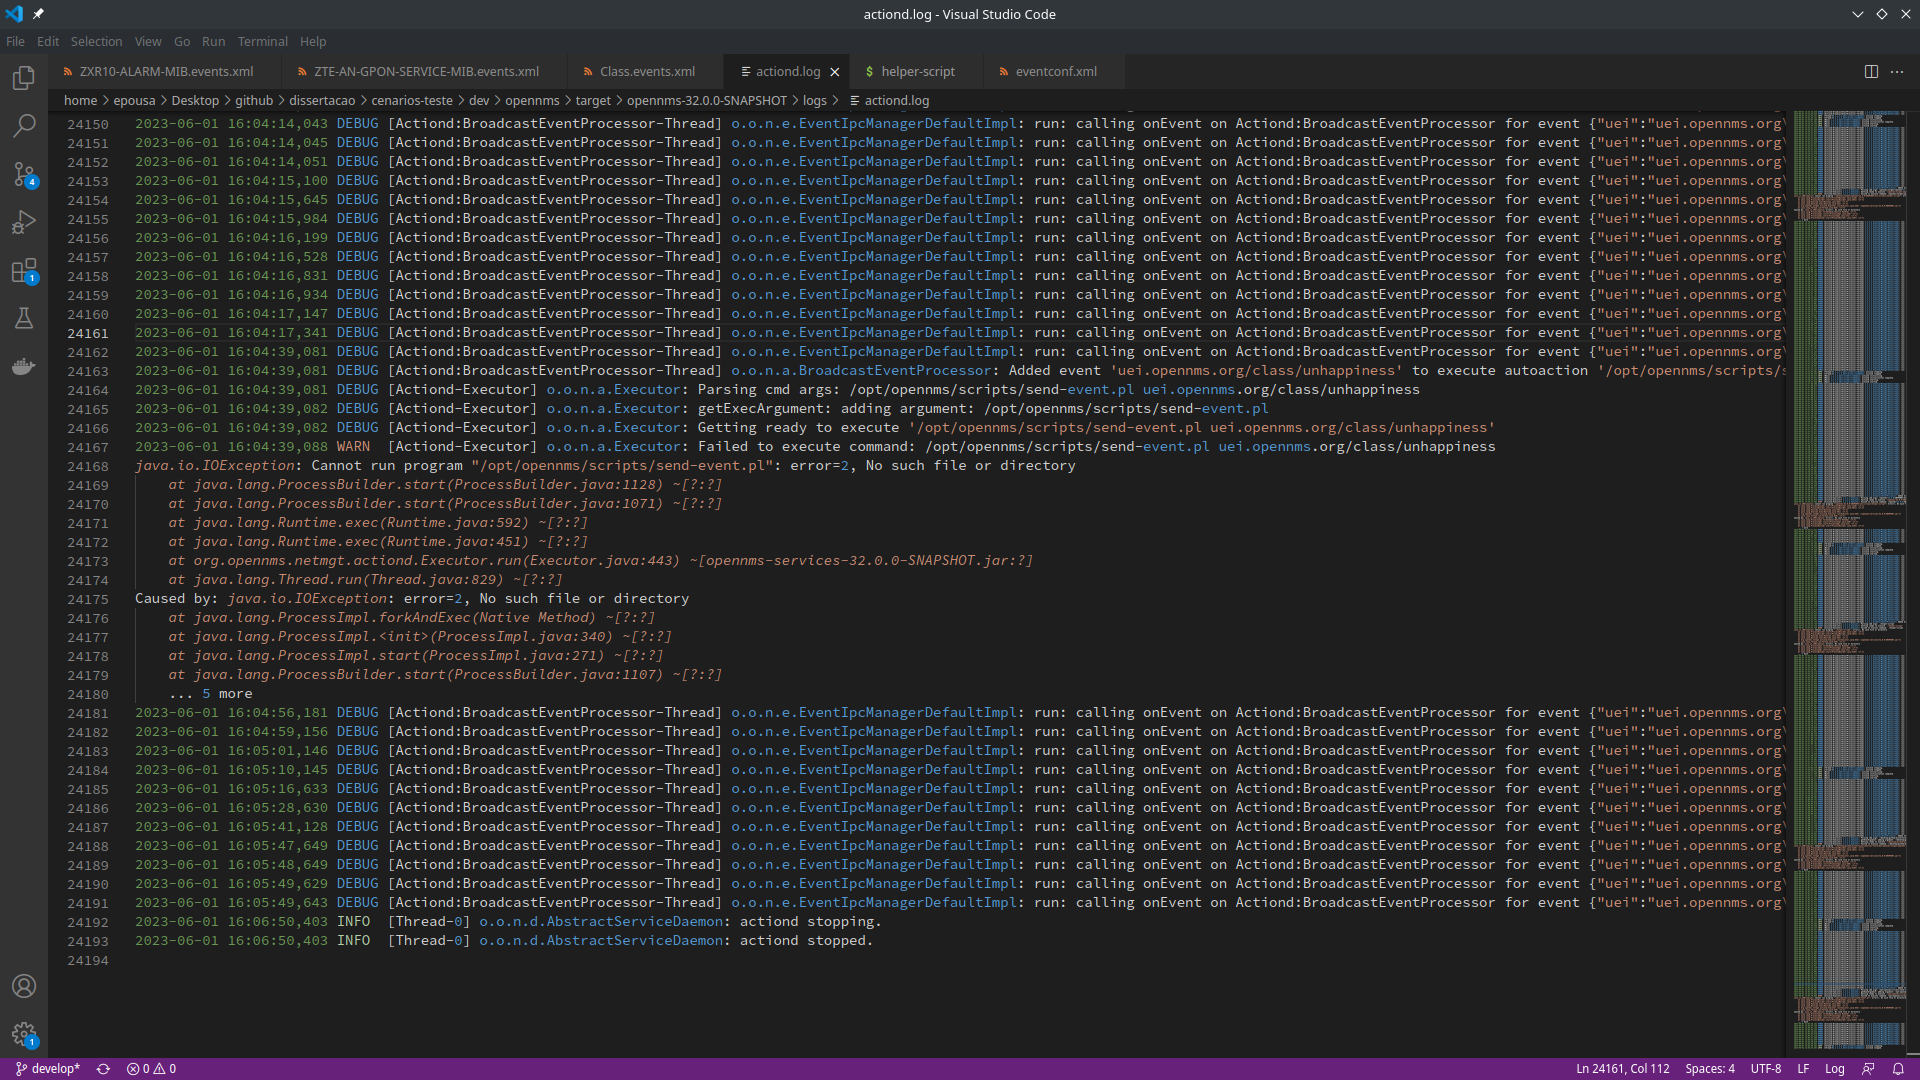 actiond.log - Visual Studio Code
File Edit Selection View Go Run Terminal Help
ZXR10-ALARM-MIB.events.xml ZTE-AN-GPON-SERVICE-MIB.events.xml Class.events.xml actiond.log helper-script eventconf.xml
home > epousa > Desktop > github > dissertacao > cenarios-teste > dev > opennms > target > opennms-32.0.0-SNAPSHOT > logs > actiond.log
24150 2023-06-01 16:04:14,043 DEBUG [Actiond:BroadcastEventProcessor-Thread] o.o.n.e.EventIpcManagerDefaultImpl: run: calling onEvent on Actiond:BroadcastEventProcessor for event {"uei":"uei.opennms.org\
24151 2023-06-01 16:04:14,045 DEBUG [Actiond:BroadcastEventProcessor-Thread] o.o.n.e.EventIpcManagerDefaultImpl: run: calling onEvent on Actiond:BroadcastEventProcessor for event {"uei":"uei.opennms.org\
24152 2023-06-01 16:04:14,051 DEBUG [Actiond:BroadcastEventProcessor-Thread] o.o.n.e.EventIpcManagerDefaultImpl: run: calling onEvent on Actiond:BroadcastEventProcessor for event {"uei":"uei.opennms.org\
24153 2023-06-01 16:04:15,100 DEBUG [Actiond:BroadcastEventProcessor-Thread] o.o.n.e.EventIpcManagerDefaultImpl: run: calling onEvent on Actiond:BroadcastEventProcessor for event {"uei":"uei.opennms.org\
24154 2023-06-01 16:04:15,645 DEBUG [Actiond:BroadcastEventProcessor-Thread] o.o.n.e.EventIpcManagerDefaultImpl: run: calling onEvent on Actiond:BroadcastEventProcessor for event {"uei":"uei.opennms.org\
24155 2023-06-01 16:04:15,984 DEBUG [Actiond:BroadcastEventProcessor-Thread] o.o.n.e.EventIpcManagerDefaultImpl: run: calling onEvent on Actiond:BroadcastEventProcessor for event {"uei":"uei.opennms.org\
24156 2023-06-01 16:04:16,199 DEBUG [Actiond:BroadcastEventProcessor-Thread] o.o.n.e.EventIpcManagerDefaultImpl: run: calling onEvent on Actiond:BroadcastEventProcessor for event {"uei":"uei.opennms.org\
24157 2023-06-01 16:04:16,528 DEBUG [Actiond:BroadcastEventProcessor-Thread] o.o.n.e.EventIpcManagerDefaultImpl: run: calling onEvent on Actiond:BroadcastEventProcessor for event {"uei":"uei.opennms.org\
24158 2023-06-01 16:04:16,831 DEBUG [Actiond:BroadcastEventProcessor-Thread] o.o.n.e.EventIpcManagerDefaultImpl: run: calling onEvent on Actiond:BroadcastEventProcessor for event {"uei":"uei.opennms.org\
24159 2023-06-01 16:04:16,934 DEBUG [Actiond:BroadcastEventProcessor-Thread] o.o.n.e.EventIpcManagerDefaultImpl: run: calling onEvent on Actiond:BroadcastEventProcessor for event {"uei":"uei.opennms.org\
24160 2023-06-01 16:04:17,147 DEBUG [Actiond:BroadcastEventProcessor-Thread] o.o.n.e.EventIpcManagerDefaultImpl: run: calling onEvent on Actiond:BroadcastEventProcessor for event {"uei":"uei.opennms.org\
24161 2023-06-01 16:04:17,341 DEBUG [Actiond:BroadcastEventProcessor-Thread] o.o.n.e.EventIpcManagerDefaultImpl: run: calling onEvent on Actiond:BroadcastEventProcessor for event {"uei":"uei.opennms.org\
24162 2023-06-01 16:04:39,081 DEBUG [Actiond:BroadcastEventProcessor-Thread] o.o.n.e.EventIpcManagerDefaultImpl: run: calling onEvent on Actiond:BroadcastEventProcessor for event {"uei":"uei.opennms.org\
24163 2023-06-01 16:04:39,081 DEBUG [Actiond:BroadcastEventProcessor-Thread] o.o.n.a.BroadcastEventProcessor: Added event 'uei.opennms.org/class/unhappiness' to execute autoaction '/opt/opennms/scripts/s
24164 2023-06-01 16:04:39,081 DEBUG [Actiond-Executor] o.o.n.a.Executor: Parsing cmd args: /opt/opennms/scripts/send-event.pl uei.opennms.org/class/unhappiness
24165 2023-06-01 16:04:39,082 DEBUG [Actiond-Executor] o.o.n.a.Executor: getExecArgument: adding argument: /opt/opennms/scripts/send-event.pl
24166 2023-06-01 16:04:39,082 DEBUG [Actiond-Executor] o.o.n.a.Executor: Getting ready to execute '/opt/opennms/scripts/send-event.pl uei.opennms.org/class/unhappiness'
24167 2023-06-01 16:04:39,088 WARN [Actiond-Executor] o.o.n.a.Executor: Failed to execute command: /opt/opennms/scripts/send-event.pl uei.opennms.org/class/unhappiness
24168 java.io.IOException: Cannot run program "/opt/opennms/scripts/send-event.pl": error=2, No such file or directory
24169 at java.lang.ProcessBuilder.start(ProcessBuilder.java:1128) ~[?:?]
24170 at java.lang.ProcessBuilder.start(ProcessBuilder.java:1071) ~[?:?]
24171 at java.lang.Runtime.exec(Runtime.java:592) ~[?:?]
24172 at java.lang.Runtime.exec(Runtime.java:451) ~[?:?]
24173 at org.opennms.netmgt.actiond.Executor.run(Executor.java:443) ~[opennms-services-32.0.0-SNAPSHOT.jar:?]
24174 at java.lang.Thread.run(Thread.java:829) ~[?:?]
24175 Caused by: java.io.IOException: error=2, No such file or directory
24176 at java.lang.ProcessImpl.forkAndExec(Native Method) ~[?:?]
24177 at java.lang.ProcessImpl.<init>(ProcessImpl.java:340) ~[?:?]
24178 at java.lang.ProcessImpl.start(ProcessImpl.java:271) ~[?:?]
24179 at java.lang.ProcessBuilder.start(ProcessBuilder.java:1107) ~[?:?]
24180 ... 5 more
24181 2023-06-01 16:04:56,181 DEBUG [Actiond:BroadcastEventProcessor-Thread] o.o.n.e.EventIpcManagerDefaultImpl: run: calling onEvent on Actiond:BroadcastEventProcessor for event {"uei":"uei.opennms.org\
24182 2023-06-01 16:04:59,156 DEBUG [Actiond:BroadcastEventProcessor-Thread] o.o.n.e.EventIpcManagerDefaultImpl: run: calling onEvent on Actiond:BroadcastEventProcessor for event {"uei":"uei.opennms.org\
24183 2023-06-01 16:05:01,146 DEBUG [Actiond:BroadcastEventProcessor-Thread] o.o.n.e.EventIpcManagerDefaultImpl: run: calling onEvent on Actiond:BroadcastEventProcessor for event {"uei":"uei.opennms.org\
24184 2023-06-01 16:05:10,145 DEBUG [Actiond:BroadcastEventProcessor-Thread] o.o.n.e.EventIpcManagerDefaultImpl: run: calling onEvent on Actiond:BroadcastEventProcessor for event {"uei":"uei.opennms.org\
24185 2023-06-01 16:05:16,633 DEBUG [Actiond:BroadcastEventProcessor-Thread] o.o.n.e.EventIpcManagerDefaultImpl: run: calling onEvent on Actiond:BroadcastEventProcessor for event {"uei":"uei.opennms.org\
24186 2023-06-01 16:05:28,630 DEBUG [Actiond:BroadcastEventProcessor-Thread] o.o.n.e.EventIpcManagerDefaultImpl: run: calling onEvent on Actiond:BroadcastEventProcessor for event {"uei":"uei.opennms.org\
24187 2023-06-01 16:05:41,128 DEBUG [Actiond:BroadcastEventProcessor-Thread] o.o.n.e.EventIpcManagerDefaultImpl: run: calling onEvent on Actiond:BroadcastEventProcessor for event {"uei":"uei.opennms.org\
24188 2023-06-01 16:05:47,649 DEBUG [Actiond:BroadcastEventProcessor-Thread] o.o.n.e.EventIpcManagerDefaultImpl: run: calling onEvent on Actiond:BroadcastEventProcessor for event {"uei":"uei.opennms.org\
24189 2023-06-01 16:05:48,649 DEBUG [Actiond:BroadcastEventProcessor-Thread] o.o.n.e.EventIpcManagerDefaultImpl: run: calling onEvent on Actiond:BroadcastEventProcessor for event {"uei":"uei.opennms.org\
24190 2023-06-01 16:05:49,629 DEBUG [Actiond:BroadcastEventProcessor-Thread] o.o.n.e.EventIpcManagerDefaultImpl: run: calling onEvent on Actiond:BroadcastEventProcessor for event {"uei":"uei.opennms.org\
24191 2023-06-01 16:05:49,643 DEBUG [Actiond:BroadcastEventProcessor-Thread] o.o.n.e.EventIpcManagerDefaultImpl: run: calling onEvent on Actiond:BroadcastEventProcessor for event {"uei":"uei.opennms.org\
24192 2023-06-01 16:06:50,403 INFO [Thread-0] o.o.n.d.AbstractServiceDaemon: actiond stopping.
24193 2023-06-01 16:06:50,403 INFO [Thread-0] o.o.n.d.AbstractServiceDaemon: actiond stopped.
24194
4
1
1
develop* 0 0 Ln 24161, Col 112 Spaces: 4 UTF-8 LF Log